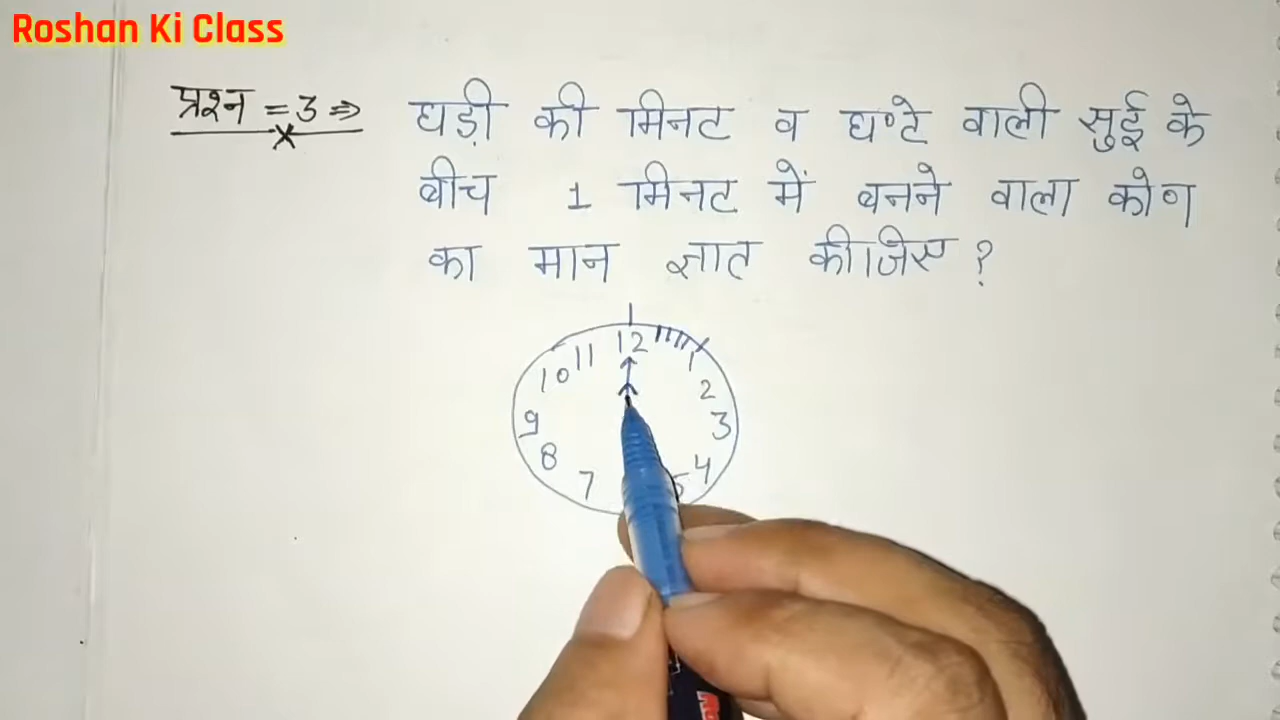 Roshan Ki Class
प्रश्न = 3 ⇒ घड़ी की मिनट व घण्टे वाली सुई के
बीच 1 मिनट में बनने वाला कोण
का मान ज्ञात कीजिए ?
12
11
1
10
2
9
3
8
4
7
5